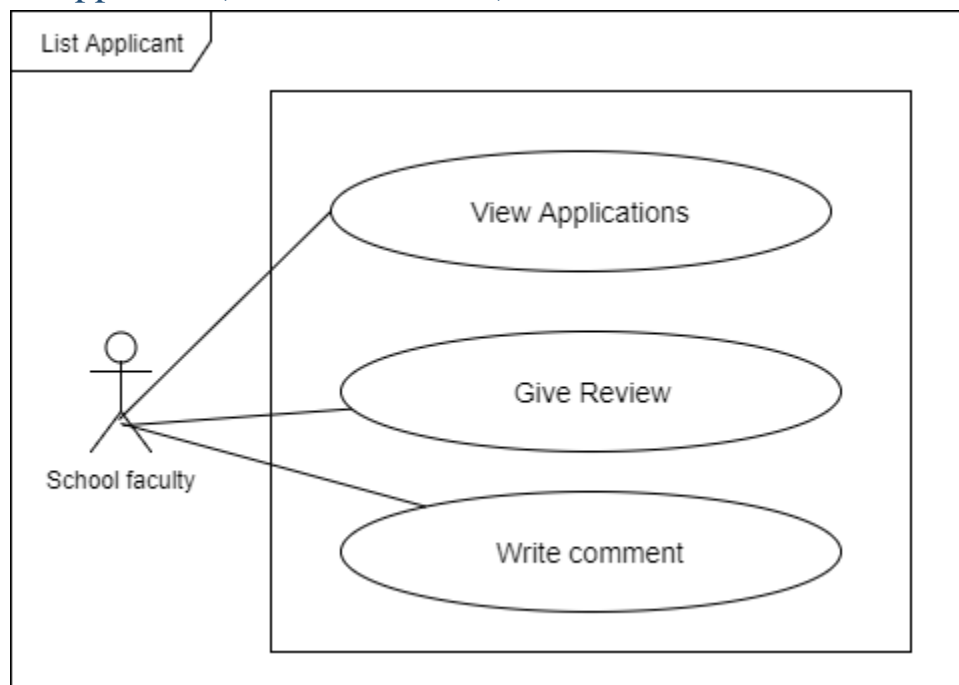 List Applicant
View Applications
Give Review
School faculty
Write comment